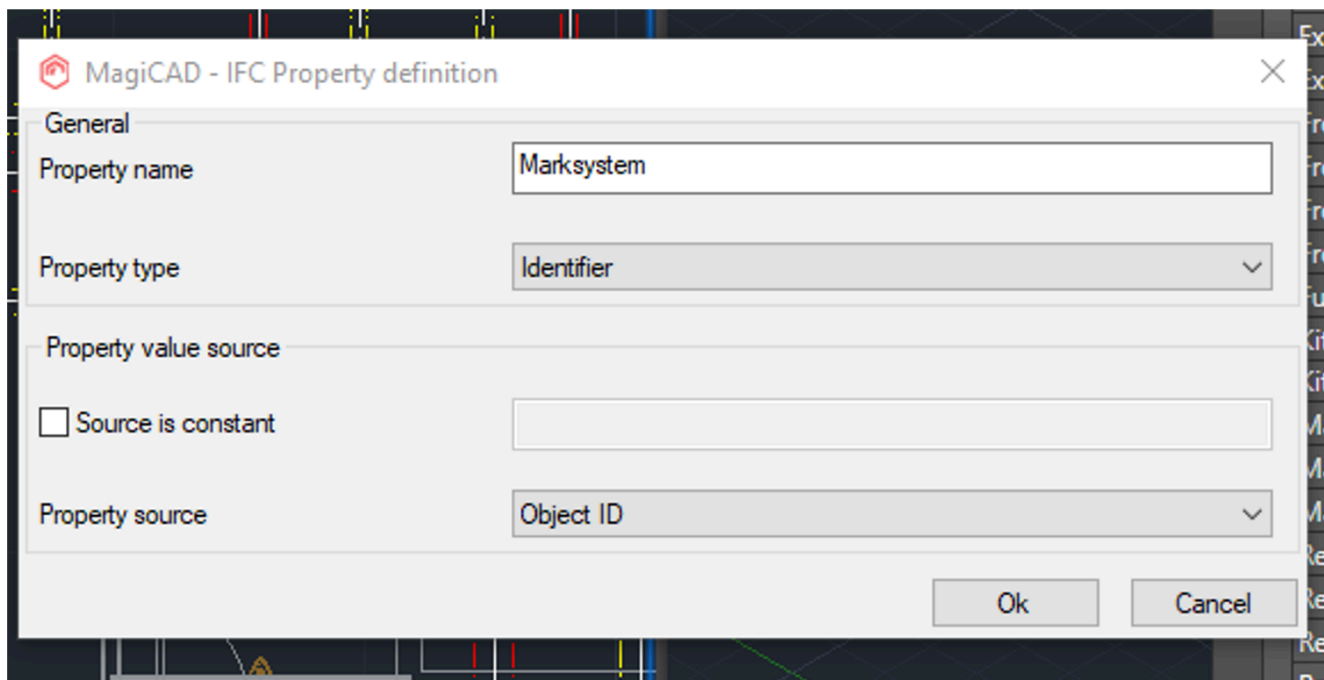 MagiCAD - IFC Property definition
General
Property name
Marksystem
Property type
Identifier
Property value source
Source is constant
Property source
Object ID
Ok
Cancel